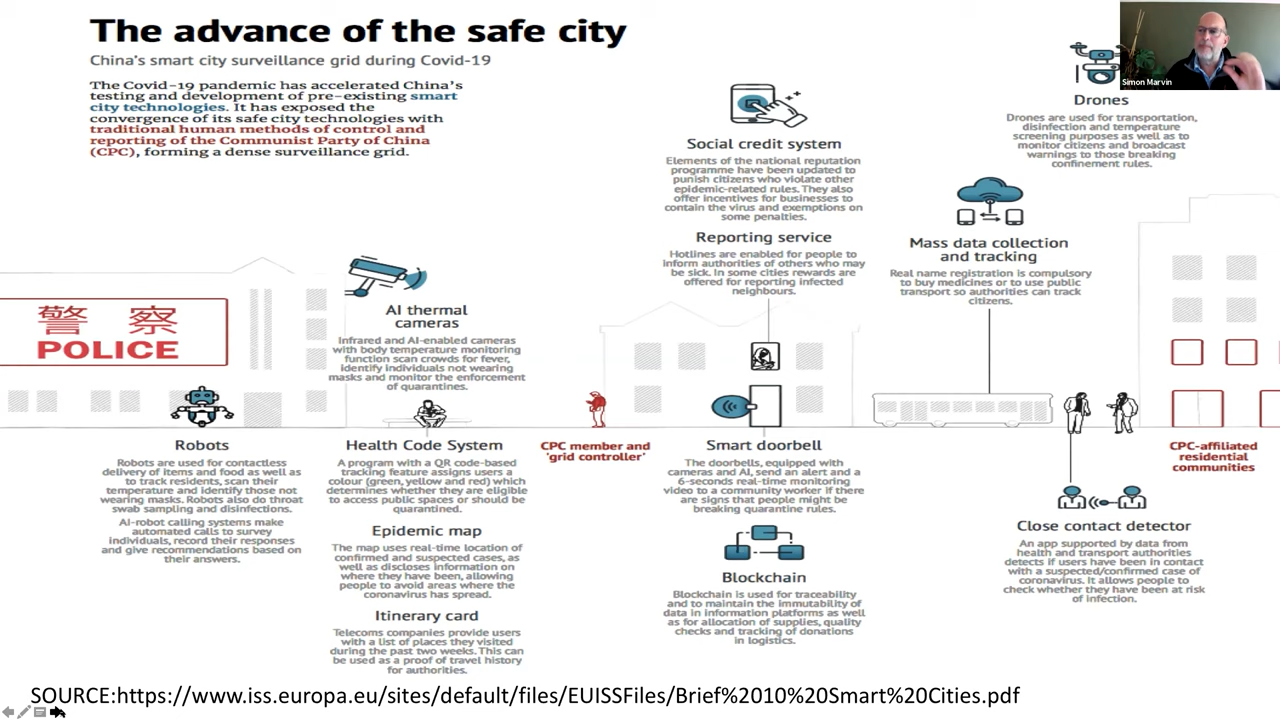 The advance of the safe city
China's smart city surveillance grid during Covid-19
The Covid-19 pandemic has accelerated China's
testing and development of pre-existing smart
city technologies. It has exposed the
convergence of its safe city technologies with
traditional human methods of control and
reporting of the Communist Party of China
(CPC), forming a dense surveillance grid.
Simon Marvin
Drones
Drones are used for transportation,
disinfection and temperature
screening purposes as well as to
monitor citizens and broadcast
warnings to those breaking
confinement rules.
Social credit system
Elements of the national reputation
programme have been updated to
punish citizens who violate other
epidemic-related rules. They also
offer incentives for businesses to
contain the virus and exemptions on
some penalties.
Reporting service
Hotlines are enabled for people to
inform authorities of others who may
be sick. In some cities rewards are
offered for reporting infected
neighbours.
Mass data collection
and tracking
Real name registration is compulsory
to buy medicines or to use public
transport so authorities can track
citizens.
警 察
POLICE
AI thermal
cameras
Infrared and AI-enabled cameras
with body temperature monitoring
function scan crowds for fever,
identify individuals not wearing
masks and monitor the enforcement
of quarantines.
Robots
Robots are used for contactless
delivery of items and food as well as
to track residents, scan their
temperature and identify those not
wearing masks. Robots also do throat
swab sampling and disinfections.
AI-robot calling systems make
automated calls to survey
individuals, record their responses
and give recommendations based on
their answers.
Health Code System
A program with a QR code-based
tracking feature assigns users a
colour (green, yellow and red) which
determines whether they are eligible
to access public spaces or should be
quarantined.
Epidemic map
The map uses real-time location of
confirmed and suspected cases, as
well as discloses information on
where they have been, allowing
people to avoid areas where the
coronavirus has spread.
Itinerary card
Telecoms companies provide users
with a list of places they visited
during the past two weeks. This can
be used as a proof of travel history
for authorities.
CPC member and
'grid controller'
Smart doorbell
The doorbells, equipped with
cameras and AI, send an alert and a
6-seconds real-time monitoring
video to a community worker if there
are signs that people might be
breaking quarantine rules.
Blockchain
Blockchain is used for traceability
and to maintain the immutability of
data in information platforms as well
as for allocation of supplies, quality
checks and tracking of donations
in logistics.
CPC-affiliated
residential
communities
Close contact detector
An app supported by data from
health and transport authorities
detects if users have been in contact
with a suspected/confirmed case of
coronavirus. It allows people to
check whether they have been at risk
of infection.
SOURCE:https://www.iss.europa.eu/sites/default/files/EUISSFiles/Brief%2010%20Smart%20Cities.pdf